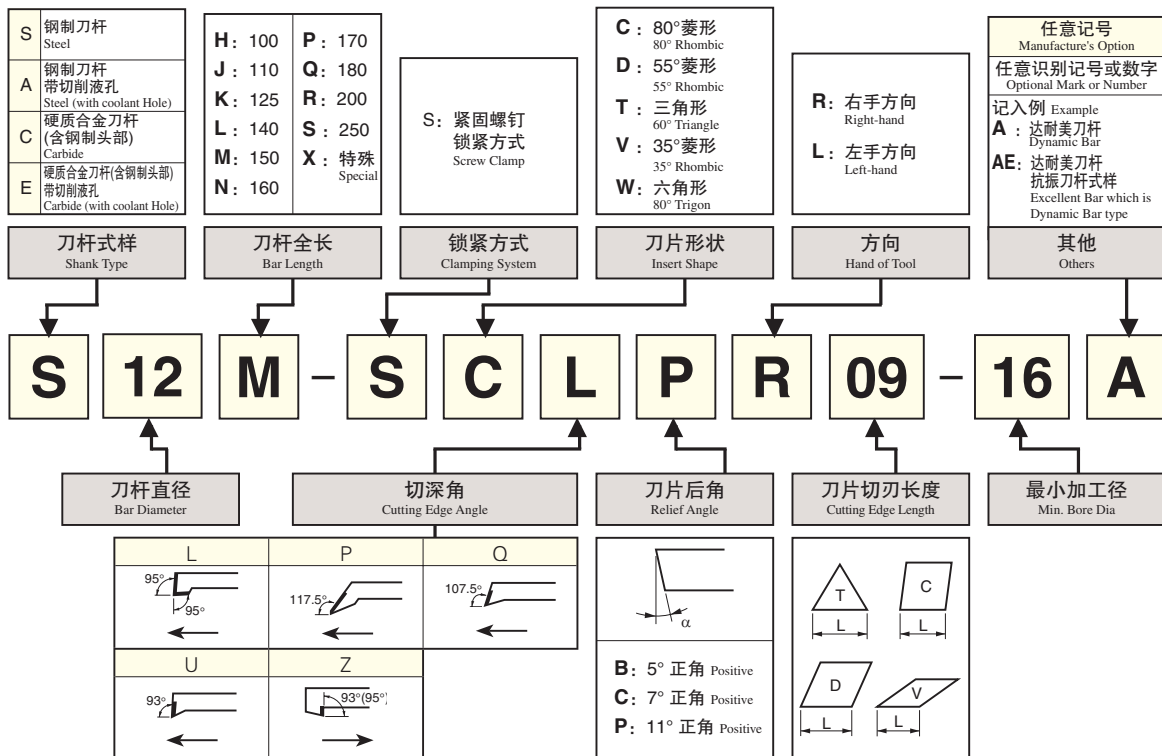 S 钢制刀杆
Steel
A 钢制刀杆
带切削液孔
Steel (with coolant Hole)
C 硬质合金刀杆
(含钢制头部)
Carbide
E 硬质合金刀杆(含钢制头部)
带切削液孔
Carbide (with coolant Hole)
刀杆式样
Shank Type
H：100 P：170
J：110 Q：180
K：125 R：200
L：140 S：250
M：150 X：特殊
Special
N：160
刀杆全长
Bar Length
S：紧固螺钉
锁紧方式
Screw Clamp
锁紧方式
Clamping System
C：80°菱形
80° Rhombic
D：55°菱形
55° Rhombic
T：三角形
60° Triangle
V：35°菱形
35° Rhombic
W：六角形
80° Trigon
刀片形状
Insert Shape
R：右手方向
Right-hand
L：左手方向
Left-hand
方向
Hand of Tool
任意记号
Manufacture's Option
任意识别记号或数字
Optional Mark or Number
记入例 Example
A：达耐美刀杆
Dynamic Bar
AE：达耐美刀杆
抗振刀杆式样
Excellent Bar which is
Dynamic Bar type
其他
Others
S 12 M – S C L P R 09 – 16 A
刀杆直径
Bar Diameter
切深角
Cutting Edge Angle
刀片后角
Relief Angle
刀片切刃长度
Cutting Edge Length
最小加工径
Min. Bore Dia
L P Q
95° 95° 117.5° 107.5°
U Z
93° 93°(95°)
α
B：5° 正角 Positive
C：7° 正角 Positive
P：11° 正角 Positive
T C
L L
D V
L L